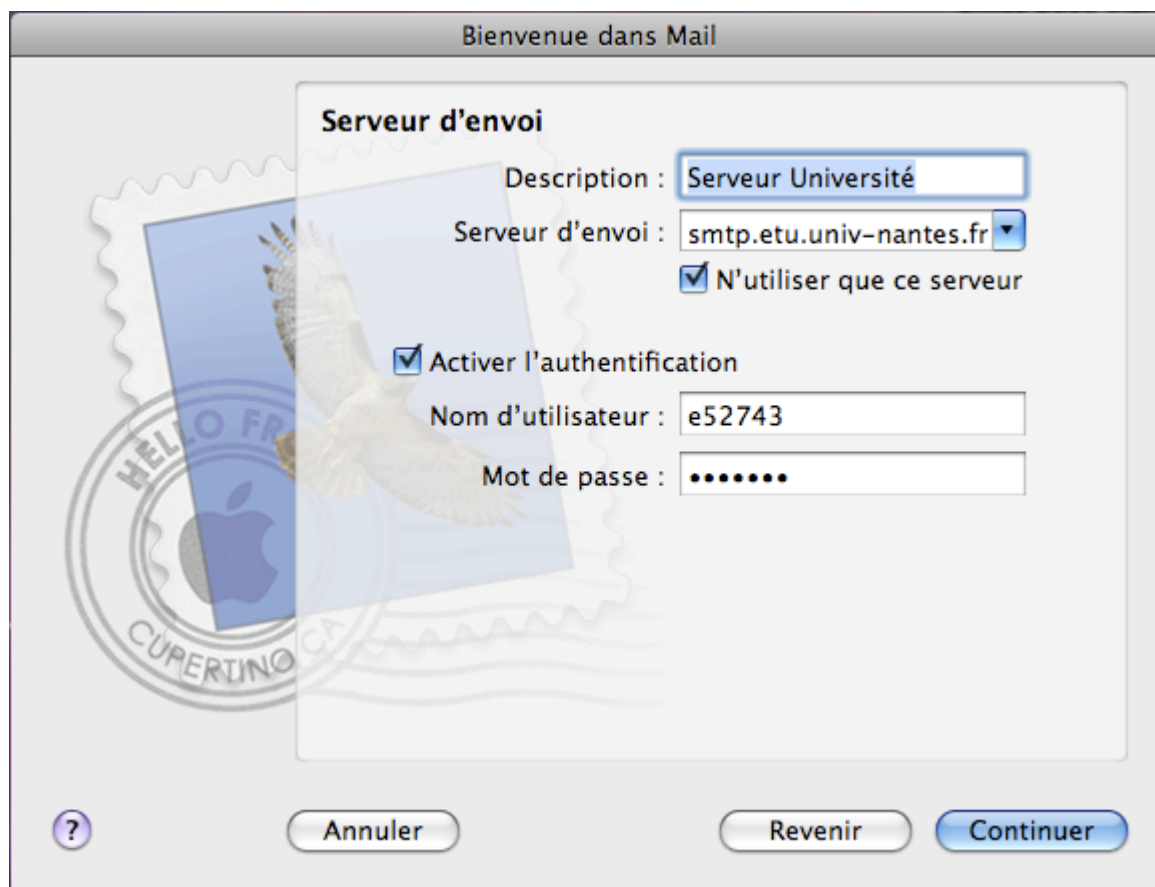 Bienvenue dans Mail
Serveur d'envoi
Description : Serveur Université
Serveur d'envoi : smtp.etu.univ-nantes.fr
N'utiliser que ce serveur
Activer l'authentification
Nom d'utilisateur : e52743
Mot de passe : •••••••
HELLO FR
CUPERTINO CA
? Annuler Revenir Continuer